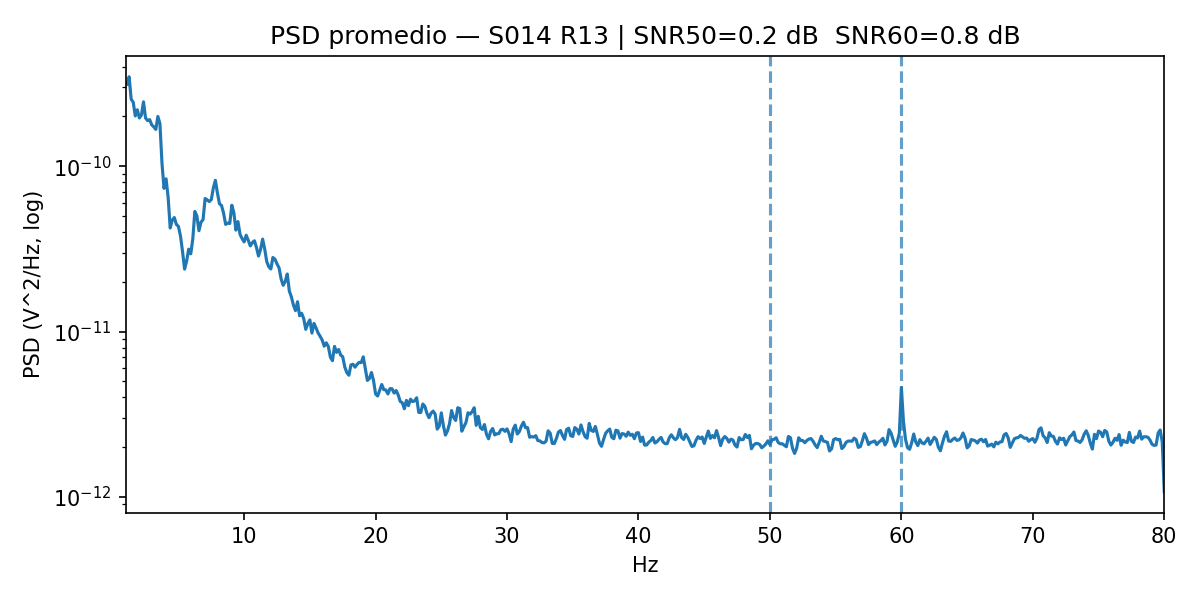 PSD promedio — S014 R13 | SNR50=0.2 dB  SNR60=0.8 dB
PSD (V^2/Hz, log)
10⁻¹⁰
10⁻¹¹
10⁻¹²
10 20 30 40 50 60 70 80
Hz